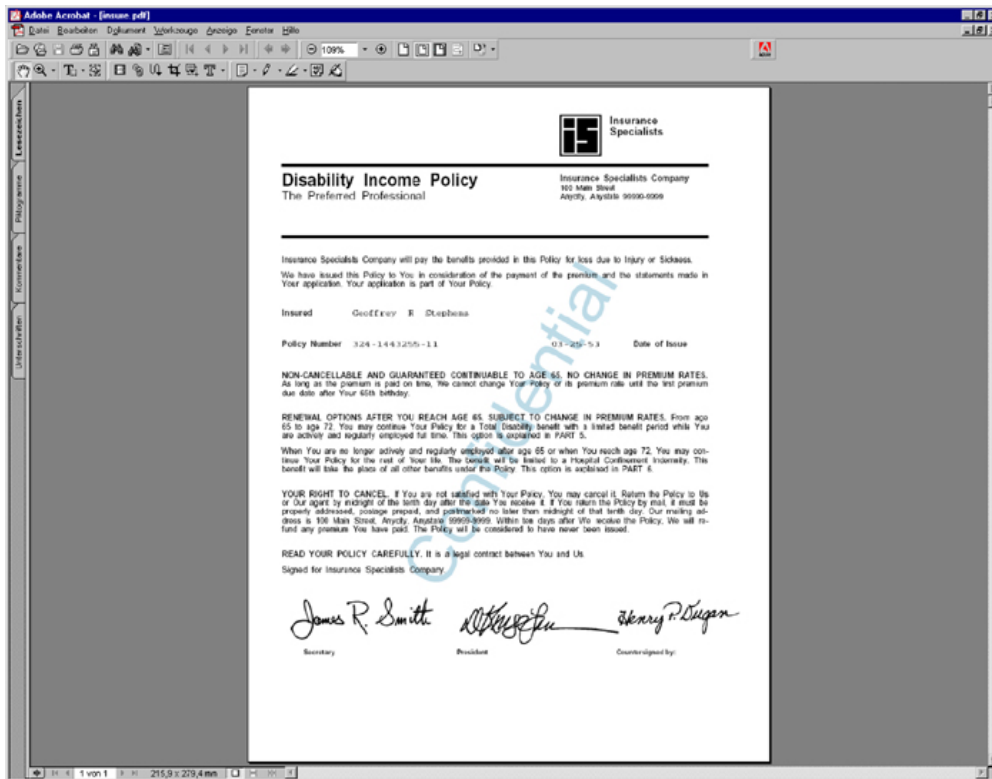 Adobe Acrobat - [insure.pdf]
Datei Bearbeiten Dokument Werkzeuge Anzeige Fenster Hilfe
109%
Lesezeichen
Piktogramme
Kommentare
Unterschriften
is
Insurance
Specialists
Disability Income Policy
The Preferred Professional
Insurance Specialists Company
100 Main Street
Anycity, Anystate 99999-9999
Insurance Specialists Company will pay the benefits provided in this Policy for loss due to Injury or Sickness.
We have issued this Policy to You in consideration of the payment of the premium and the statements made in
Your application. Your application is part of Your Policy.
Insured Geoffrey R Stephens
Policy Number 324-1443255-11 03-25-53 Date of Issue
NON-CANCELLABLE AND GUARANTEED CONTINUABLE TO AGE 65, NO CHANGE IN PREMIUM RATES.
As long as the premium is paid on time, We cannot change Your Policy or its premium rate until the first premium
due date after Your 65th birthday.
RENEWAL OPTIONS AFTER YOU REACH AGE 65, SUBJECT TO CHANGE IN PREMIUM RATES. From age
65 to age 72, You may continue Your Policy for a Total Disability benefit with a limited benefit period while You
are actively and regularly employed full time. This option is explained in PART 5.
When You are no longer actively and regularly employed after age 65 or when You reach age 72, You may con-
tinue Your Policy for the rest of Your life. The benefit will be limited to a Hospital Confinement Indemnity. This
benefit will take the place of all other benefits under the Policy. This option is explained in PART 6.
YOUR RIGHT TO CANCEL. If You are not satisfied with Your Policy, You may cancel it. Return the Policy to Us
or Our agent by midnight of the tenth day after the date You receive it. If You return the Policy by mail, it must be
properly addressed, postage prepaid, and postmarked no later than midnight of that tenth day. Our mailing ad-
dress is 100 Main Street, Anycity, Anystate 99999-9999. Within ten days after We receive the Policy, We will re-
fund any premium You have paid. The Policy will be considered to have never been issued.
READ YOUR POLICY CAREFULLY. It is a legal contract between You and Us.
Signed for Insurance Specialists Company
Confidential
James R. Smith Henry P. Dugan
Secretary President Countersigned by:
1 von 1 215,9 x 279,4 mm